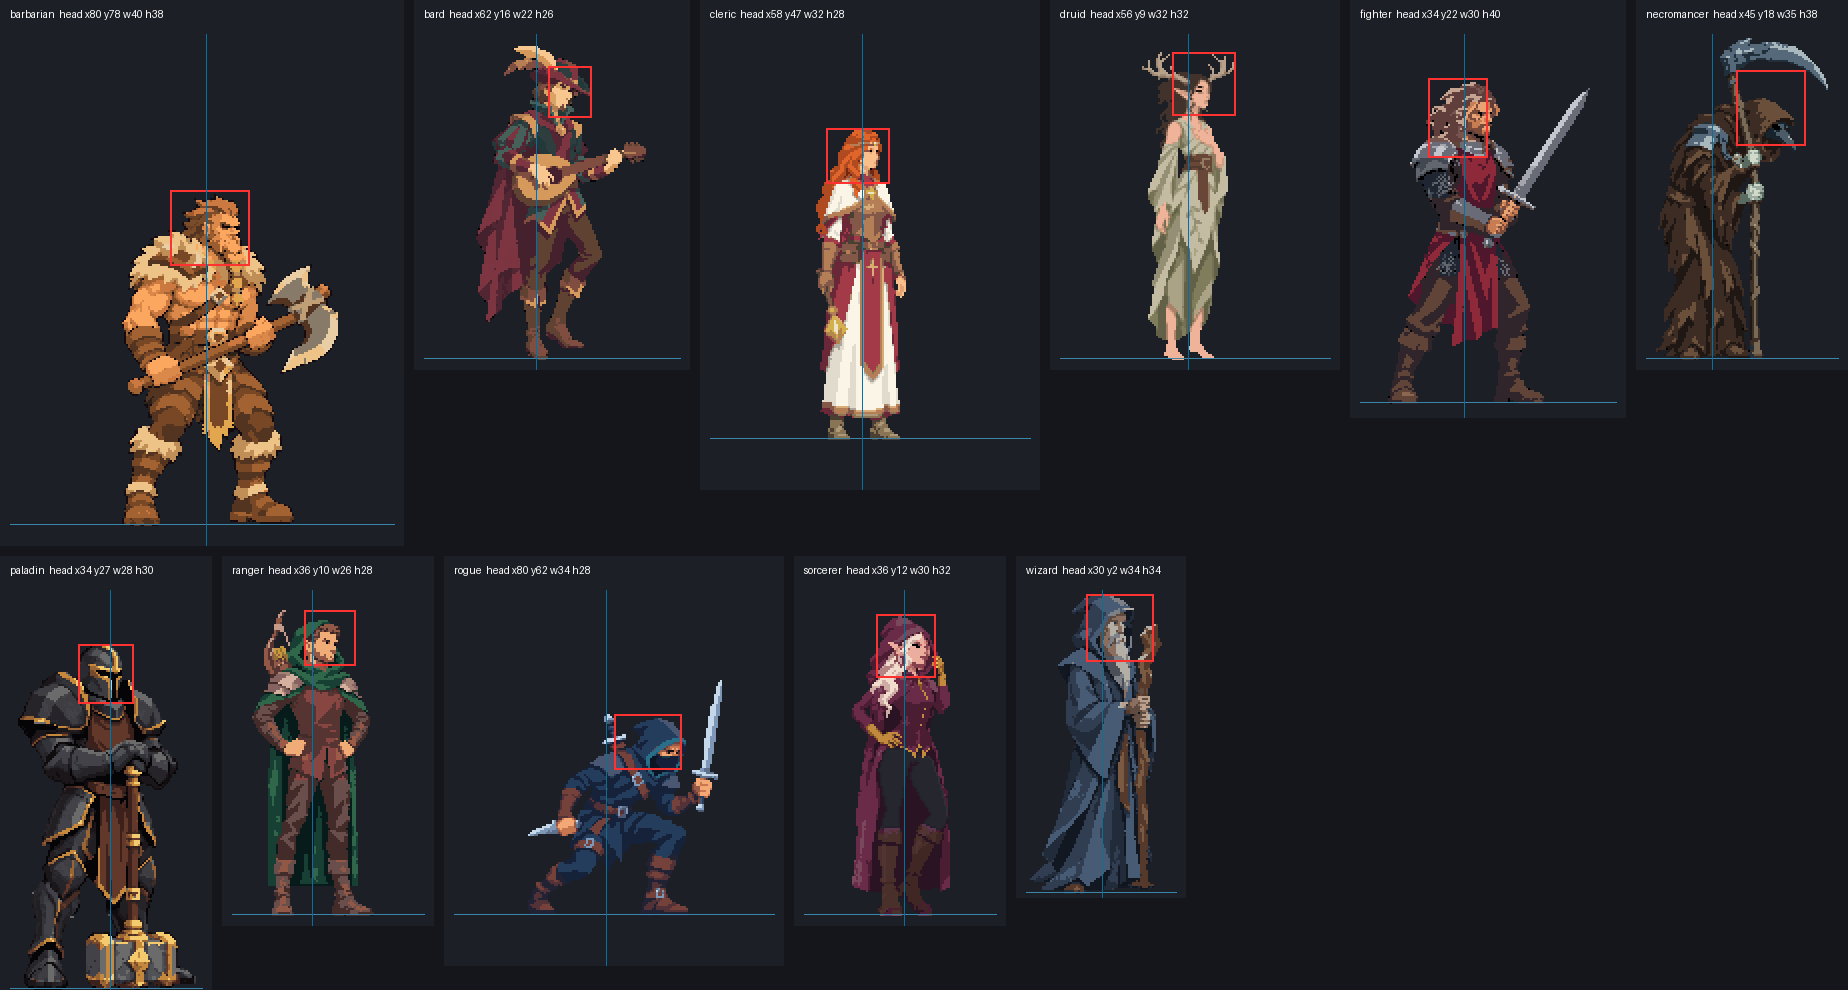 barbarian head x80 y78 w40 h38
bard head x62 y16 w22 h26
cleric head x58 y47 w32 h28
druid head x56 y9 w32 h32
fighter head x34 y22 w30 h40
necromancer head x45 y18 w35 h38
paladin head x34 y27 w28 h30
ranger head x36 y10 w26 h28
rogue head x80 y62 w34 h28
sorcerer head x36 y12 w30 h32
wizard head x30 y2 w34 h34